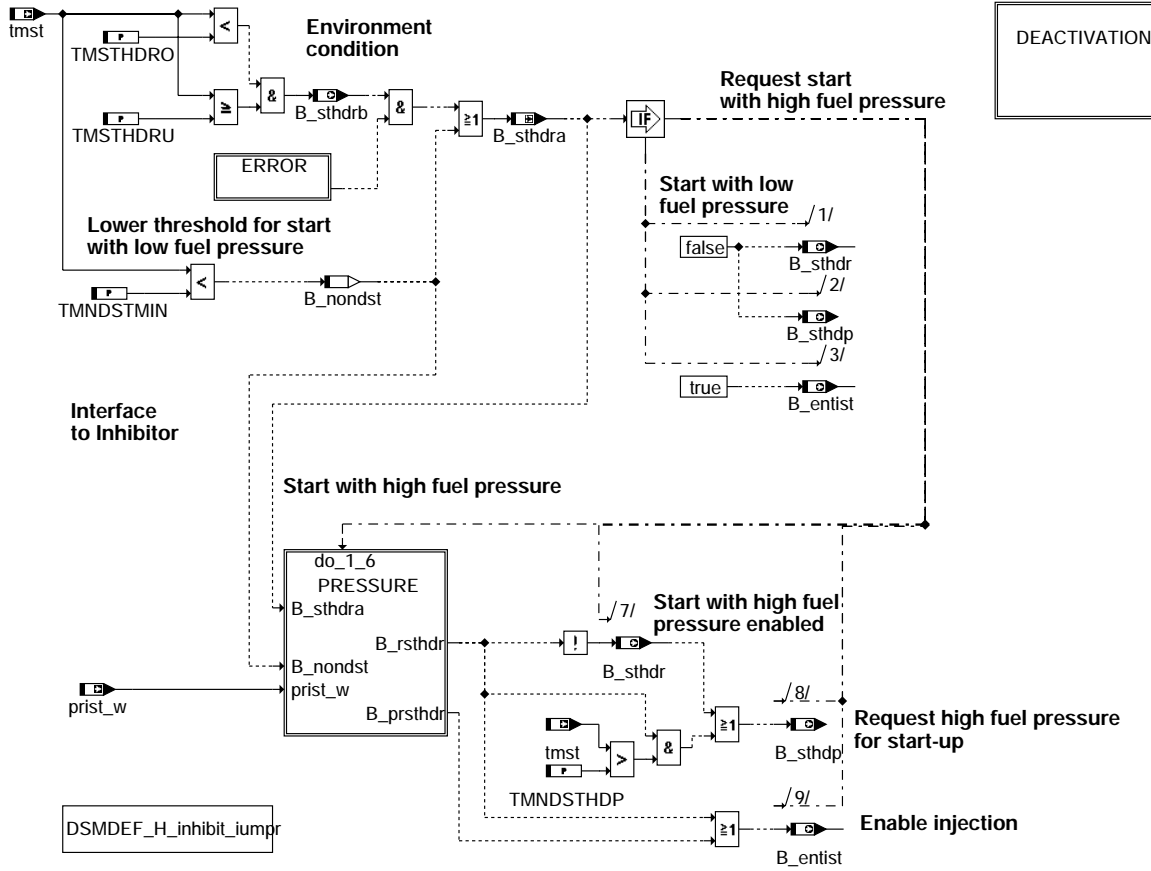 tmst
TMSTHDRO
<
Environment
condition
DEACTIVATION
TMSTHDRU
≥
&
B_sthdrb
&
≥1
B_sthdra
IF
Request start
with high fuel pressure
ERROR
Start with low
fuel pressure
/1/
false
B_sthdr
/2/
B_sthdp
/3/
true
B_entist
Lower threshold for start
with low fuel pressure
<
P
TMNDSTMIN
B_nondst
Interface
to Inhibitor
Start with high fuel pressure
do_1_6
PRESSURE
B_sthdra
B_rsthdr
B_nondst
prist_w
B_prsthdr
prist_w
/7/
Start with high fuel
pressure enabled
!
B_sthdr
tmst
P
>
&
≥1
TMNDSTHDP
/8/
B_sthdp
Request high fuel pressure
for start-up
/9/
≥1
B_entist
Enable injection
DSMDEF_H_inhibit_iumpr